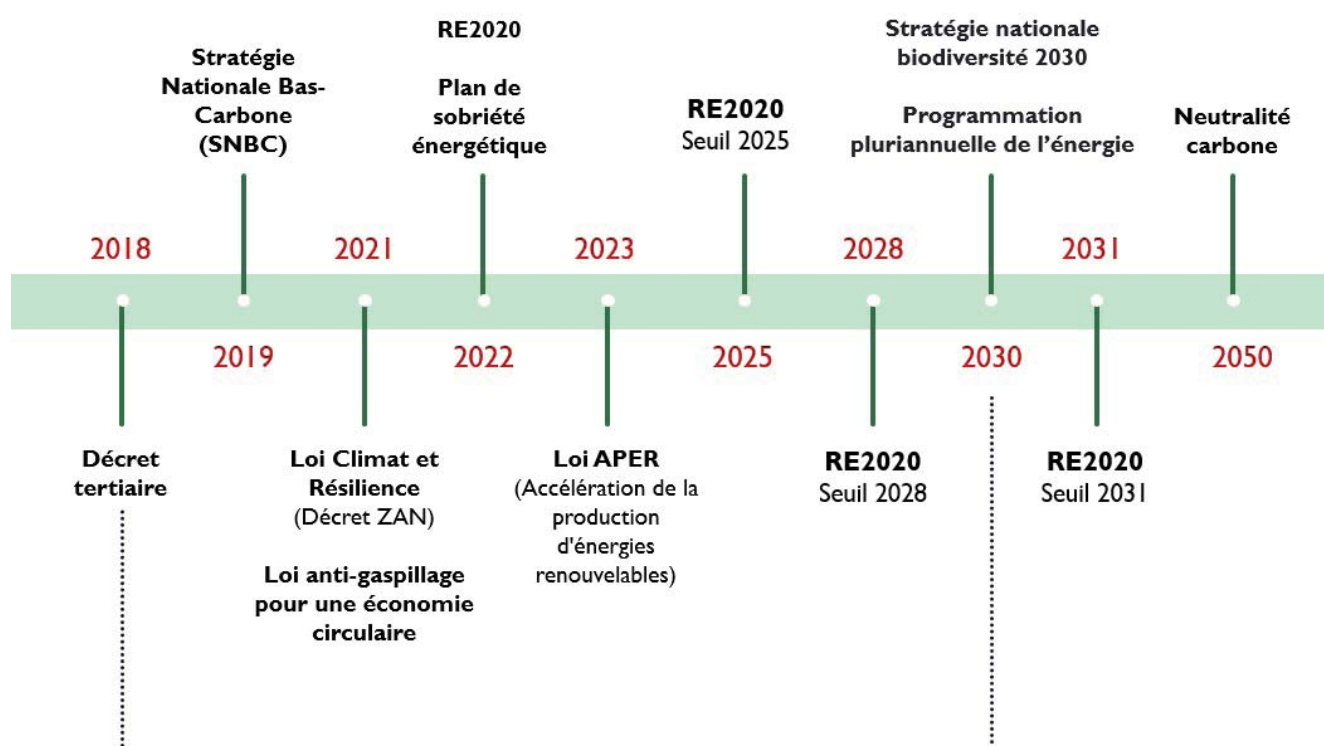 RE2020
Stratégie nationale
biodiversité 2030
Stratégie
Nationale Bas-
Carbone
(SNBC)
Plan de
sobriété
énergétique
RE2020
Seuil 2025
Programmation
pluriannuelle de l'énergie
Neutralité
carbone
2018
2021
2023
2028
2031
2019
2022
2025
2030
2050
Décret
tertiaire
Loi Climat et
Résilience
(Décret ZAN)
Loi anti-gaspillage
pour une économie
circulaire
Loi APER
(Accélération de la
production
d'énergies
renouvelables)
RE2020
Seuil 2028
RE2020
Seuil 2031